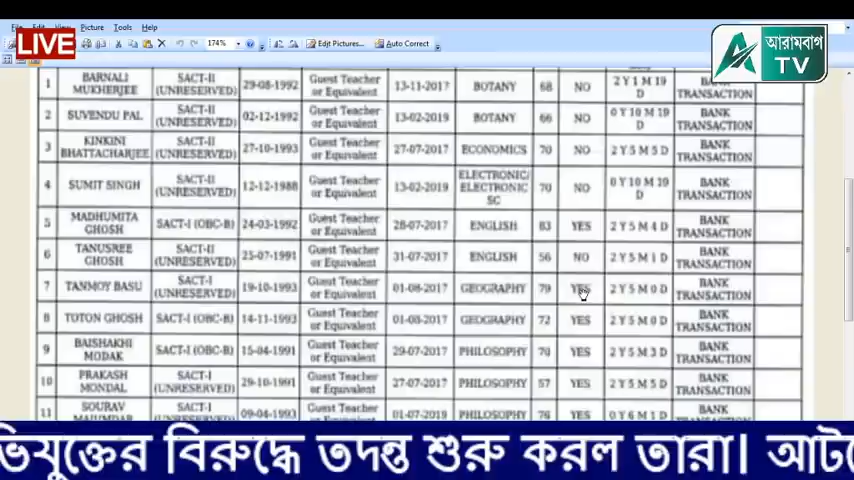 File Edit View Picture Tools Help
LIVE
174% Edit Pictures... Auto Correct
আরামবাগ
TV
1 BARNALI MUKHERJEE SACT-II (UNRESERVED) 29-08-1992 Guest Teacher or Equivalent 13-11-2017 BOTANY 68 NO 2 Y 1 M 19 D BANK TRANSACTION
2 SUVENDU PAL SACT-II (UNRESERVED) 02-12-1992 Guest Teacher or Equivalent 13-02-2019 BOTANY 66 NO 0 Y 10 M 19 D BANK TRANSACTION
3 KINKINI BHATTACHARJEE SACT-II (UNRESERVED) 27-10-1993 Guest Teacher or Equivalent 27-07-2017 ECONOMICS 70 NO 2 Y 5 M 5 D BANK TRANSACTION
4 SUMIT SINGH SACT-II (UNRESERVED) 12-12-1988 Guest Teacher or Equivalent 13-02-2019 ELECTRONIC/ ELECTRONIC SC 70 NO 0 Y 10 M 19 D BANK TRANSACTION
5 MADHUMITA GHOSH SACT-I (OBC-B) 24-03-1992 Guest Teacher or Equivalent 28-07-2017 ENGLISH 83 YES 2 Y 5 M 4 D BANK TRANSACTION
6 TANUSREE GHOSH SACT-II (UNRESERVED) 25-07-1991 Guest Teacher or Equivalent 31-07-2017 ENGLISH 56 NO 2 Y 5 M 1 D BANK TRANSACTION
7 TANMOY BASU SACT-I (UNRESERVED) 19-10-1993 Guest Teacher or Equivalent 01-08-2017 GEOGRAPHY 79 YES 2 Y 5 M 0 D BANK TRANSACTION
8 TOTON GHOSH SACT-I (OBC-B) 14-11-1993 Guest Teacher or Equivalent 01-08-2017 GEOGRAPHY 72 YES 2 Y 5 M 0 D BANK TRANSACTION
9 BAISHAKHI MODAK SACT-I (OBC-B) 15-04-1991 Guest Teacher or Equivalent 29-07-2017 PHILOSOPHY 70 YES 2 Y 5 M 3 D BANK TRANSACTION
10 PRAKASH MONDAL SACT-I (UNRESERVED) 29-10-1991 Guest Teacher or Equivalent 27-07-2017 PHILOSOPHY 57 YES 2 Y 5 M 5 D BANK TRANSACTION
11 SOURAV MAJUMDAR SACT-I (UNRESERVED) 09-04-1993 Guest Teacher or Equivalent 01-07-2019 PHILOSOPHY 76 YES 0 Y 6 M 1 D BANK TRANSACTION
ভিযুক্তের বিরুদ্ধে তদন্ত শুরু করল তারা। আট